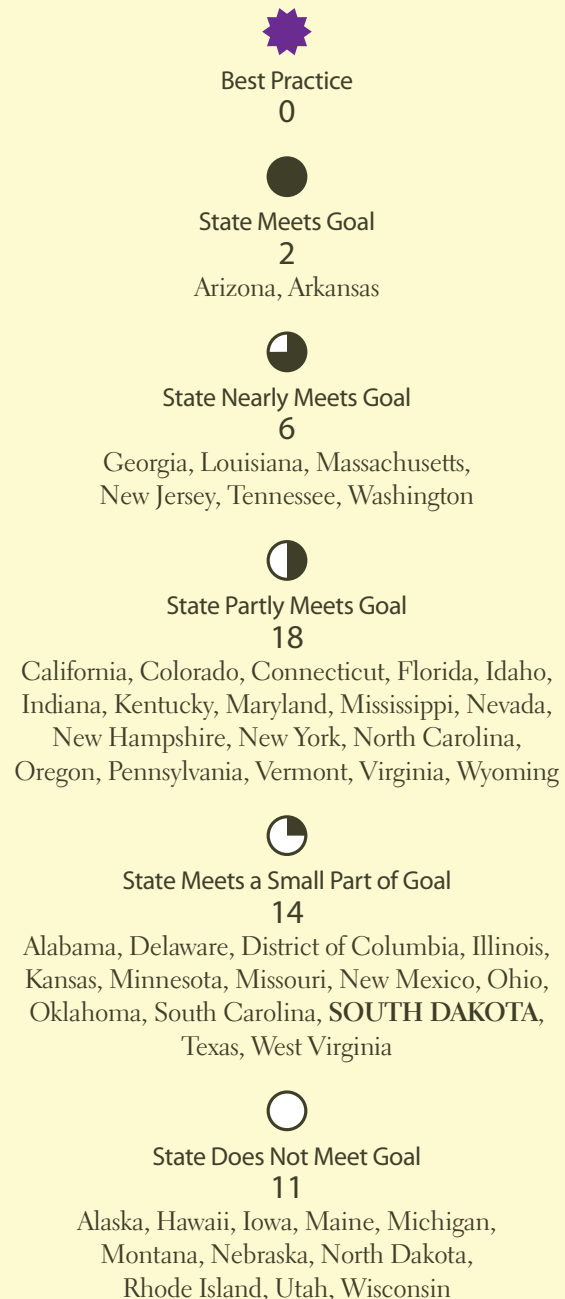 Best Practice
0
State Meets Goal
2
Arizona, Arkansas
State Nearly Meets Goal
6
Georgia, Louisiana, Massachusetts,
New Jersey, Tennessee, Washington
State Partly Meets Goal
18
California, Colorado, Connecticut, Florida, Idaho,
Indiana, Kentucky, Maryland, Mississippi, Nevada,
New Hampshire, New York, North Carolina,
Oregon, Pennsylvania, Vermont, Virginia, Wyoming
State Meets a Small Part of Goal
14
Alabama, Delaware, District of Columbia, Illinois,
Kansas, Minnesota, Missouri, New Mexico, Ohio,
Oklahoma, South Carolina, SOUTH DAKOTA,
Texas, West Virginia
State Does Not Meet Goal
11
Alaska, Hawaii, Iowa, Maine, Michigan,
Montana, Nebraska, North Dakota,
Rhode Island, Utah, Wisconsin